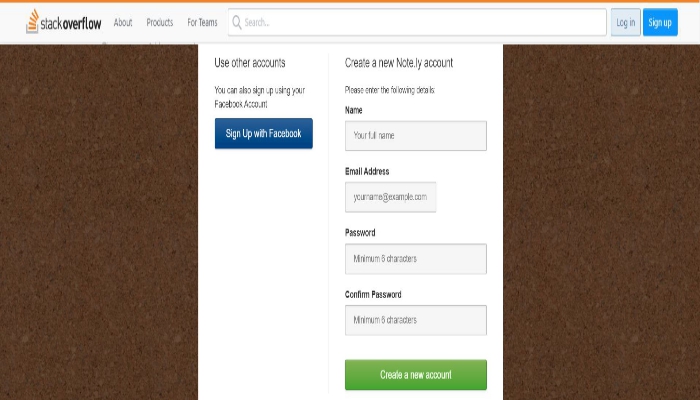 stackoverflow About Products For Teams Search... Log in Sign up
Use other accounts
You can also sign up using your
Facebook Account
Sign Up with Facebook
Create a new Note.ly account
Please enter the following details:
Name
Your full name
Email Address
yourname@example.com
Password
Minimum 6 characters
Confirm Password
Minimum 6 characters
Create a new account